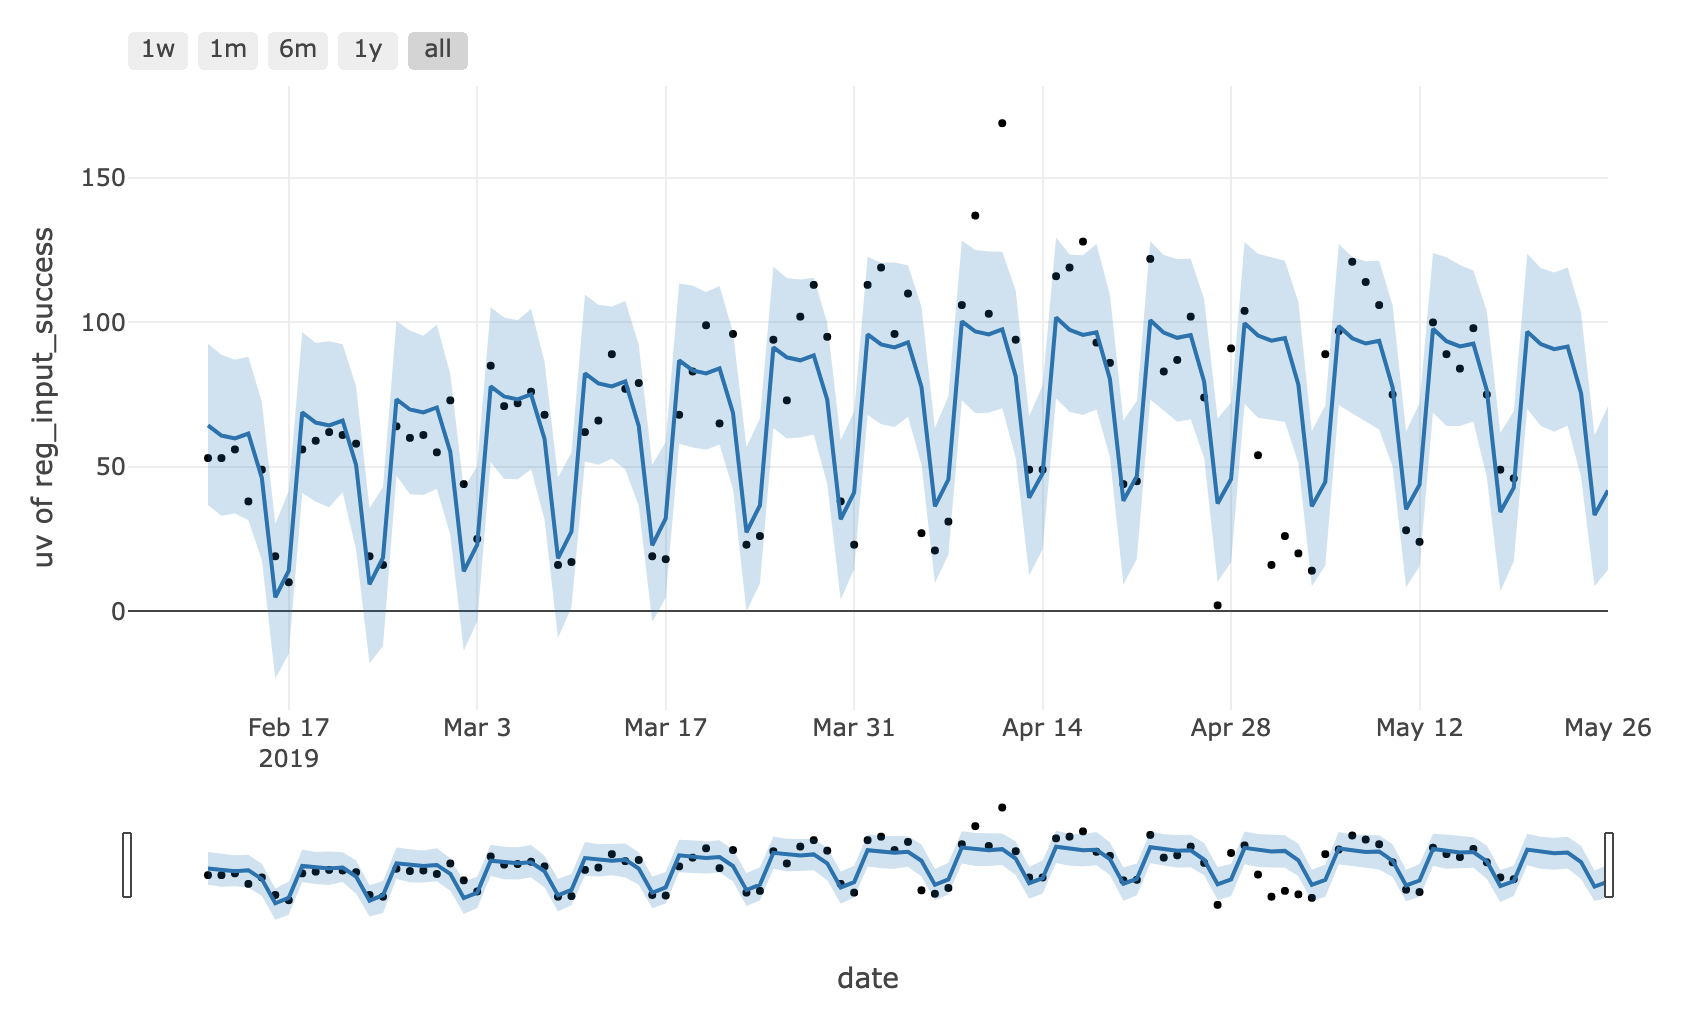 1w 1m 6m 1y all
uv of reg_input_success
150
100
50
0
Feb 17 Mar 3 Mar 17 Mar 31 Apr 14 Apr 28 May 12 May 26
2019
date